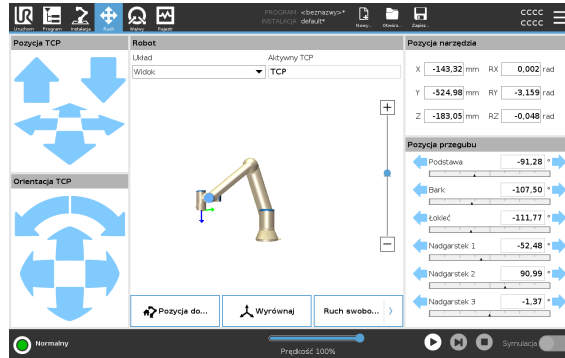 Uruchom Program Instalacja Ruch We/wy Rejestr
PROGRAM <beznazwy>*
INSTALACJA default*
Nowy... Otwórz... Zapisz...
CCCC
CCCC
Pozycja TCP
Robot
Pozycja narzędzia
Układ
Aktywny TCP
Widok
TCP
X -143,32 mm RX 0,002 rad
Y -524,98 mm RY -3,159 rad
Z -183,05 mm RZ -0,048 rad
Pozycja przegubu
Podstawa -91,28 °
Bark -107,50 °
Łokieć -111,77 °
Nadgarstek 1 -52,48 °
Nadgarstek 2 90,99 °
Nadgarstek 3 -1,37 °
Orientacja TCP
Pozycja do...
Wyrównaj
Ruch swobo...
Normalny
Prędkość 100%
Symulacja